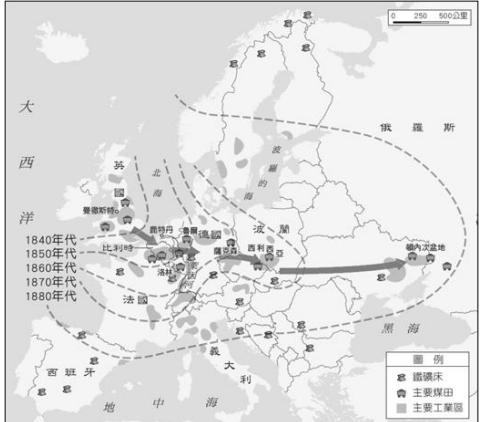 0 250 500公里
大西洋
俄羅斯
英國
北海
波羅的海
曼徹斯特
鹿特丹
魯爾
德國
波蘭
1840年代
比利時
薩克森
西利西亞
頓內次盆地
1850年代
洛林
萊茵河
1860年代
1870年代
法國
1880年代
黑海
義大利
西班牙
地中海
圖例
鐵礦床
主要煤田
主要工業區